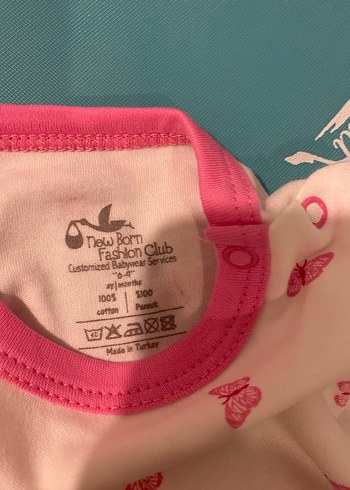 New Born
Fashion Club
Customized Babywear Services
"6-9"
ay | months
100% | %100
cotton | Pamuk
Made in Turkey